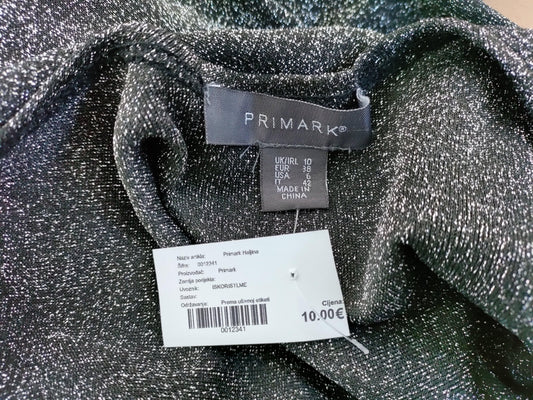 PRIMARK®
UK/IRL 10
EUR 38
USA 6
IT 42
MADE IN
CHINA
Naziv artikla: Primark Haljina
Šifra: 0012341
Proizvođač: Primark
Zemlja porijekla:
Uvoznik: ISKORISTI.ME
Sastav:
Održavanje: Prema ušivnoj etiketi
0012341
Cijena:
10.00€